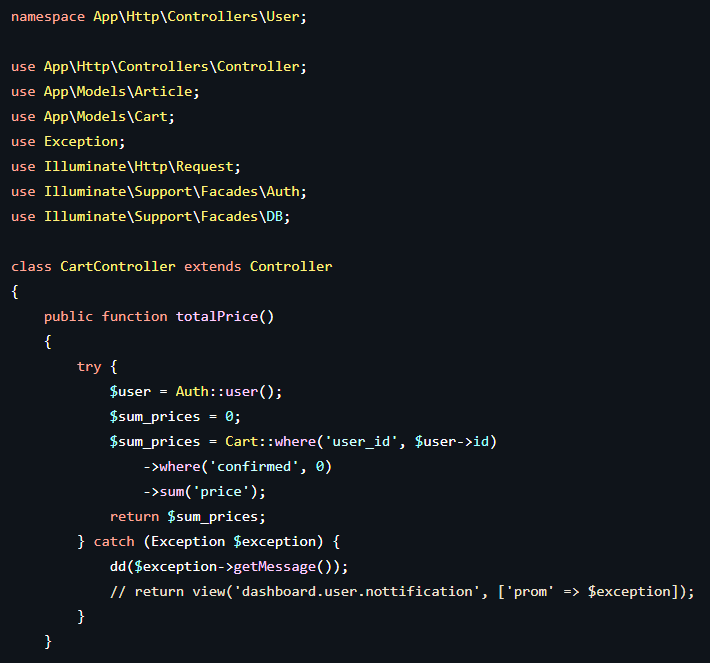 namespace App\Http\Controllers\User;
use App\Http\Controllers\Controller;
use App\Models\Article;
use App\Models\Cart;
use Exception;
use Illuminate\Http\Request;
use Illuminate\Support\Facades\Auth;
use Illuminate\Support\Facades\DB;
class CartController extends Controller
{
    public function totalPrice()
    {
        try {
            $user = Auth::user();
            $sum_prices = 0;
            $sum_prices = Cart::where('user_id', $user->id)
                ->where('confirmed', 0)
                ->sum('price');
            return $sum_prices;
        } catch (Exception $exception) {
            dd($exception->getMessage());
            // return view('dashboard.user.nottification', ['prom' => $exception]);
        }
    }